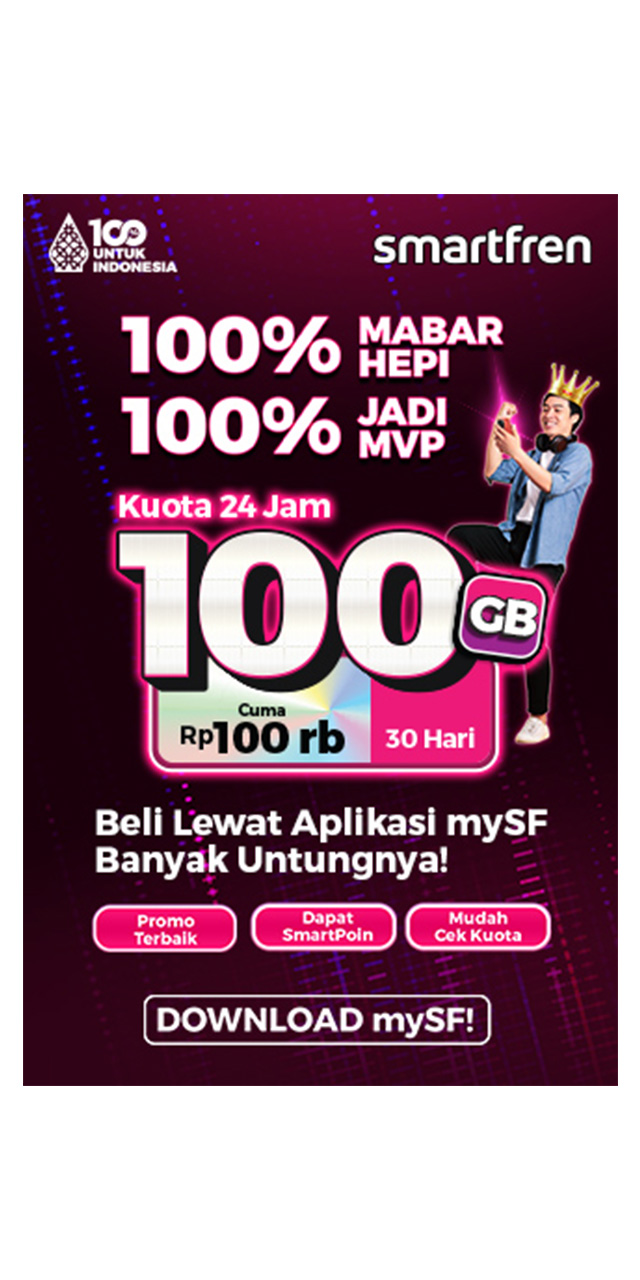 100% UNTUK
INDONESIA
smartfren
100% MABAR
HEPI
100% JADI
MVP
Kuota 24 Jam
100 GB
Cuma
Rp100 rb
30 Hari
Beli Lewat Aplikasi mySF
Banyak Untungnya!
Promo
Terbaik
Dapat
SmartPoin
Mudah
Cek Kuota
DOWNLOAD mySF!